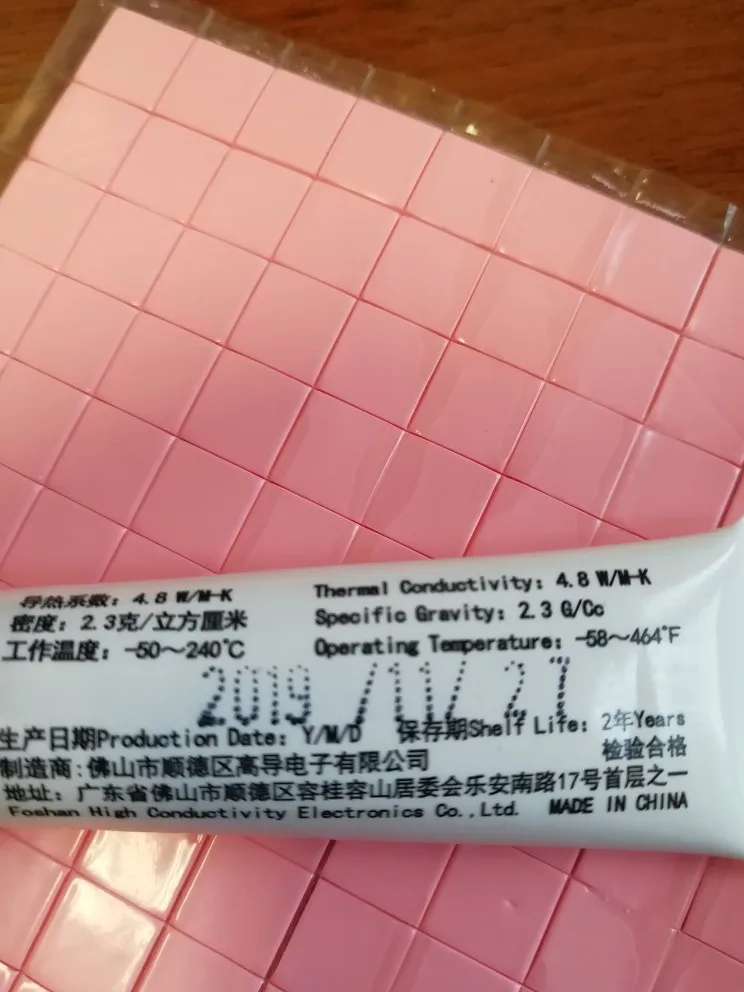 导热系数: 4.8 W/M-K
Thermal Conductivity: 4.8 W/M-K
密度: 2.3克/立方厘米
Specific Gravity: 2.3 G/Cc
工作温度: -50～240℃
Operating Temperature: -58～464℉
2019 /11/ 27
生产日期Production Date: Y/M/D 保存期Shelf Life: 2年Years
检验合格
制造商:佛山市顺德区高导电子有限公司
地址: 广东省佛山市顺德区容桂容山居委会乐安南路17号首层之一
Foshan High Conductivity Electronics Co.,Ltd. MADE IN CHINA